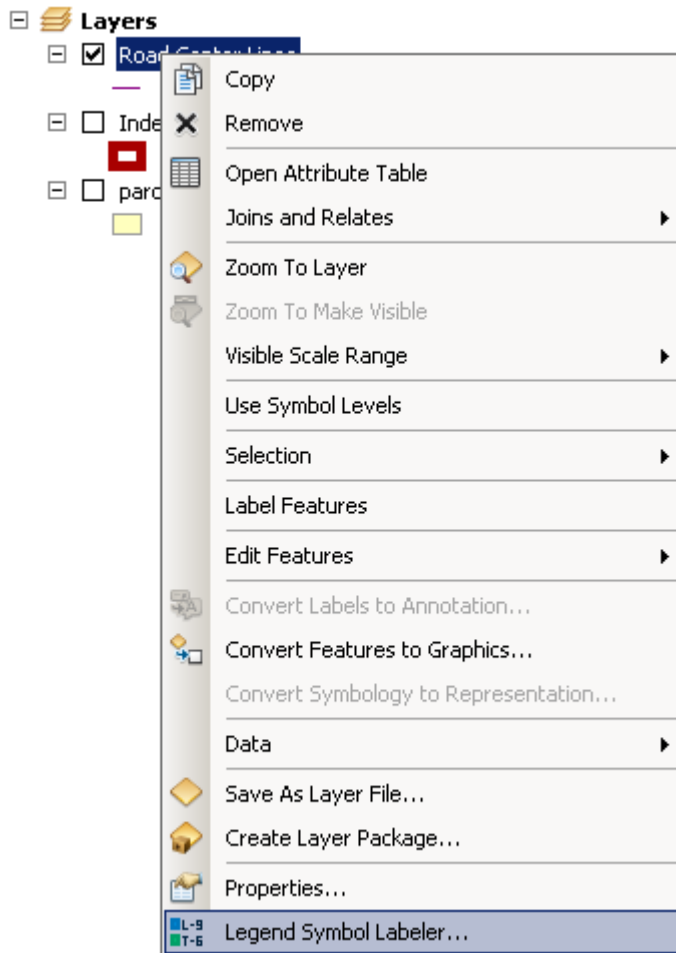 Layers
Road Center Lines
Copy
Inde
Remove
Open Attribute Table
parc
Joins and Relates
Zoom To Layer
Zoom To Make Visible
Visible Scale Range
Use Symbol Levels
Selection
Label Features
Edit Features
Convert Labels to Annotation...
Convert Features to Graphics...
Convert Symbology to Representation...
Data
Save As Layer File...
Create Layer Package...
Properties...
L-9
T-6
Legend Symbol Labeler...